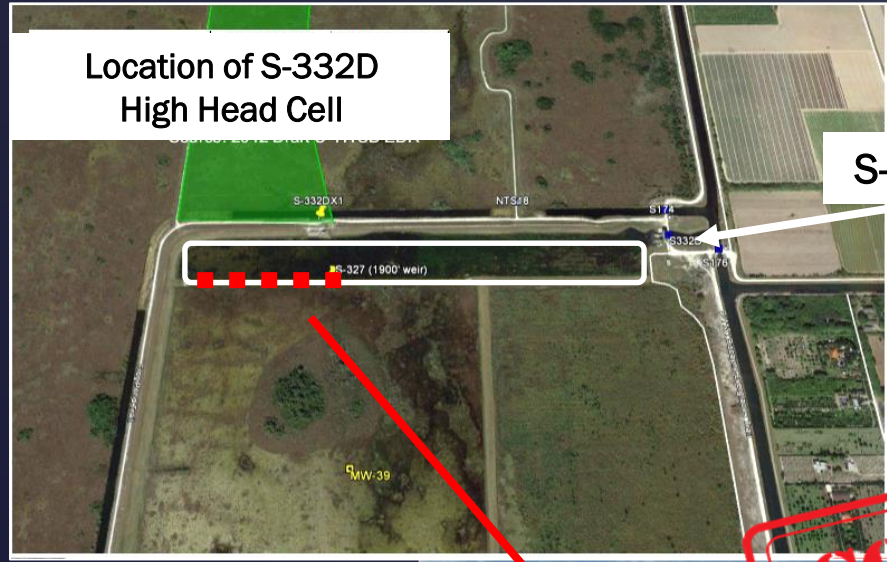 Location of S-332D
High Head Cell
S-
S-332DX1
NTS18
S174
S332D
S176
S-327 (1900' weir)
MW-39